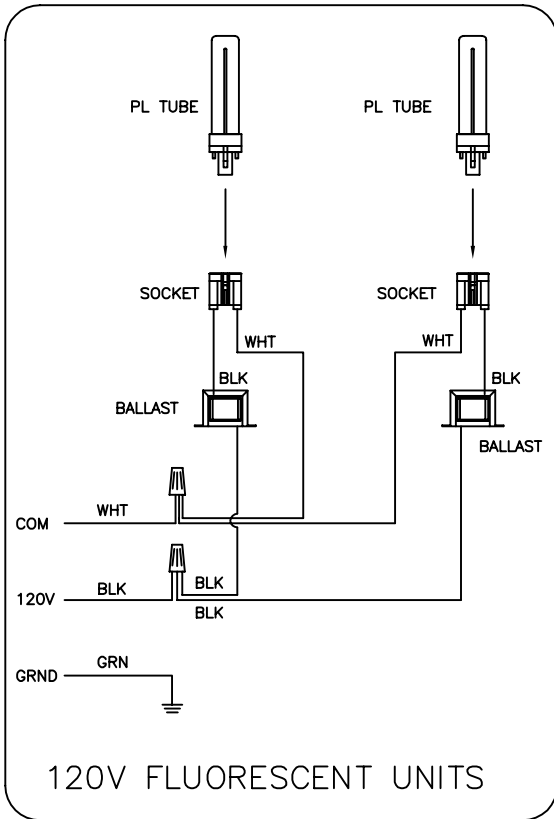 PL TUBE
PL TUBE
SOCKET
SOCKET
WHT
WHT
BLK
BLK
BALLAST
BALLAST
WHT
COM
BLK
BLK
120V
BLK
GRN
GRND
120V FLUORESCENT UNITS